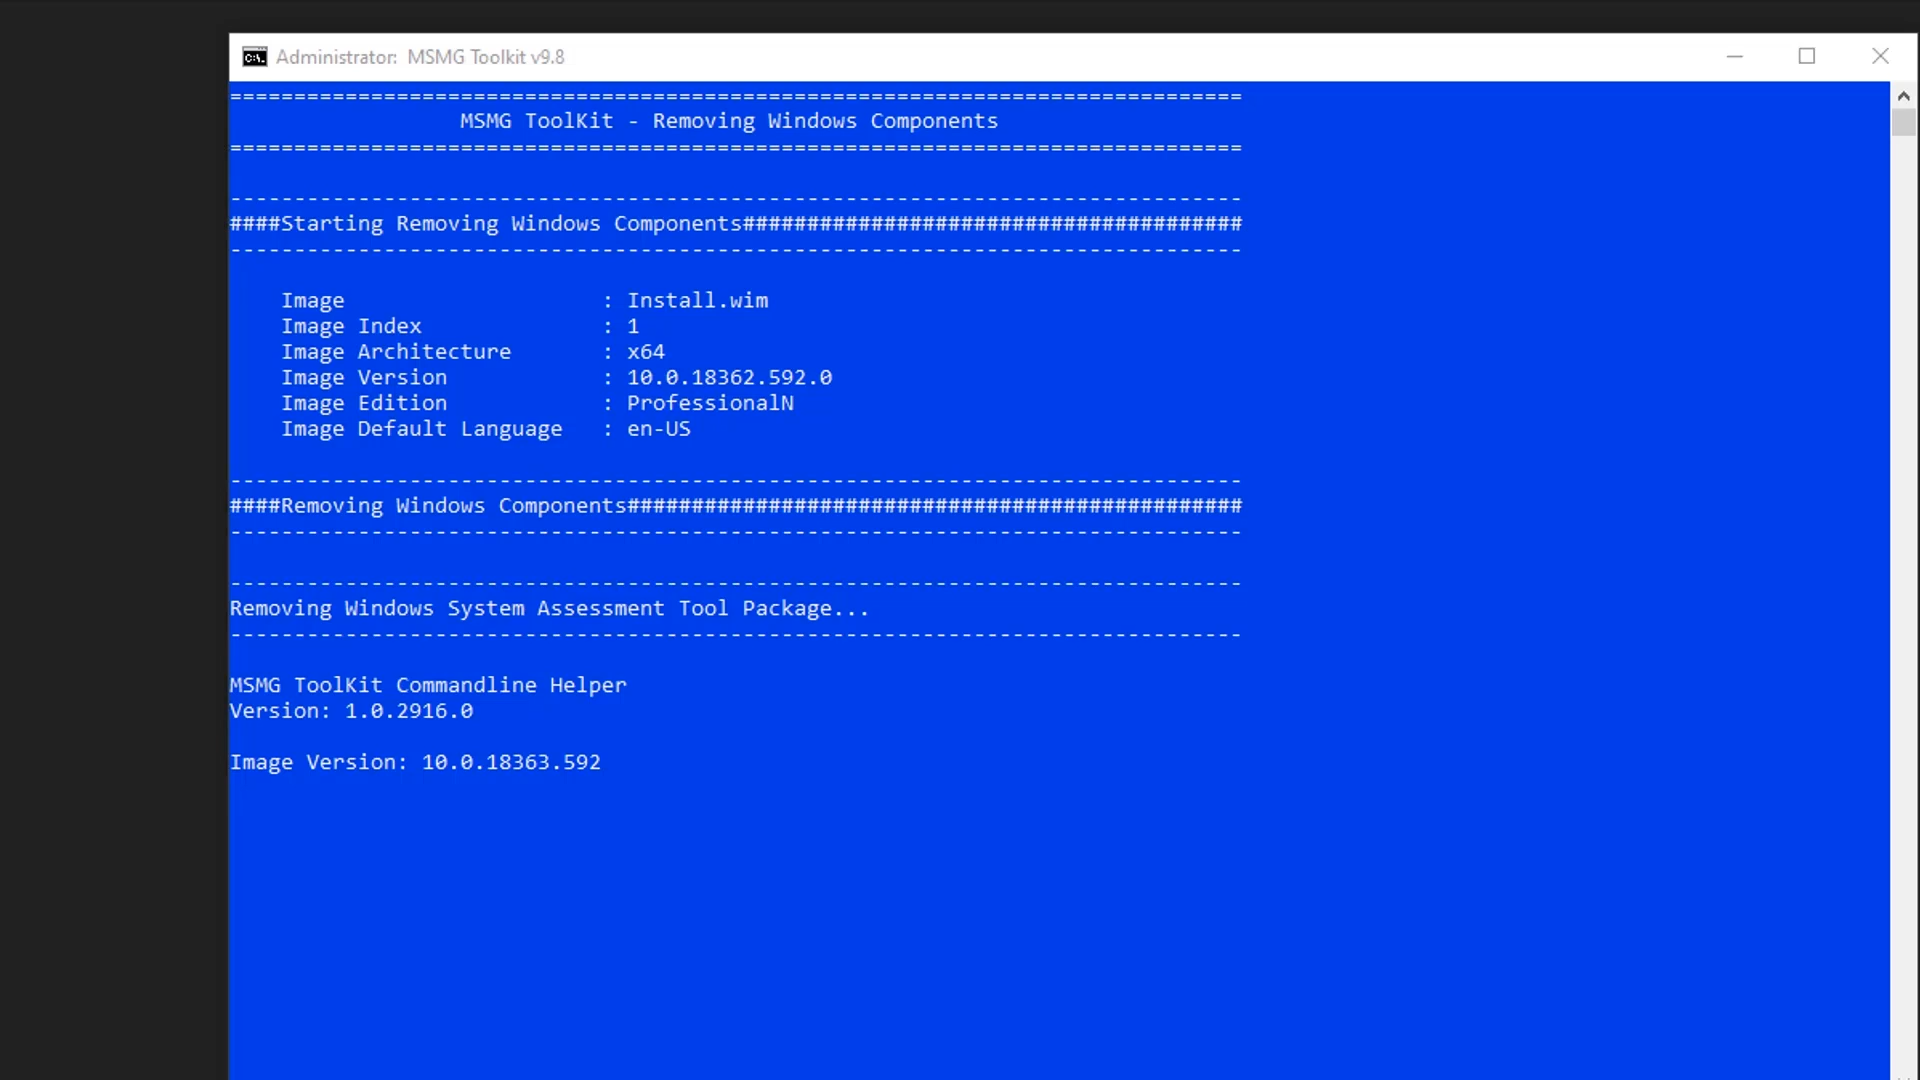 Administrator: MSMG Toolkit v9.8
===============================================================================
MSMG ToolKit - Removing Windows Components
===============================================================================
-------------------------------------------------------------------------------
####Starting Removing Windows Components#######################################
-------------------------------------------------------------------------------
Image : Install.wim
Image Index : 1
Image Architecture : x64
Image Version : 10.0.18362.592.0
Image Edition : ProfessionalN
Image Default Language : en-US
-------------------------------------------------------------------------------
####Removing Windows Components################################################
-------------------------------------------------------------------------------
-------------------------------------------------------------------------------
Removing Windows System Assessment Tool Package...
-------------------------------------------------------------------------------
MSMG ToolKit Commandline Helper
Version: 1.0.2916.0
Image Version: 10.0.18363.592